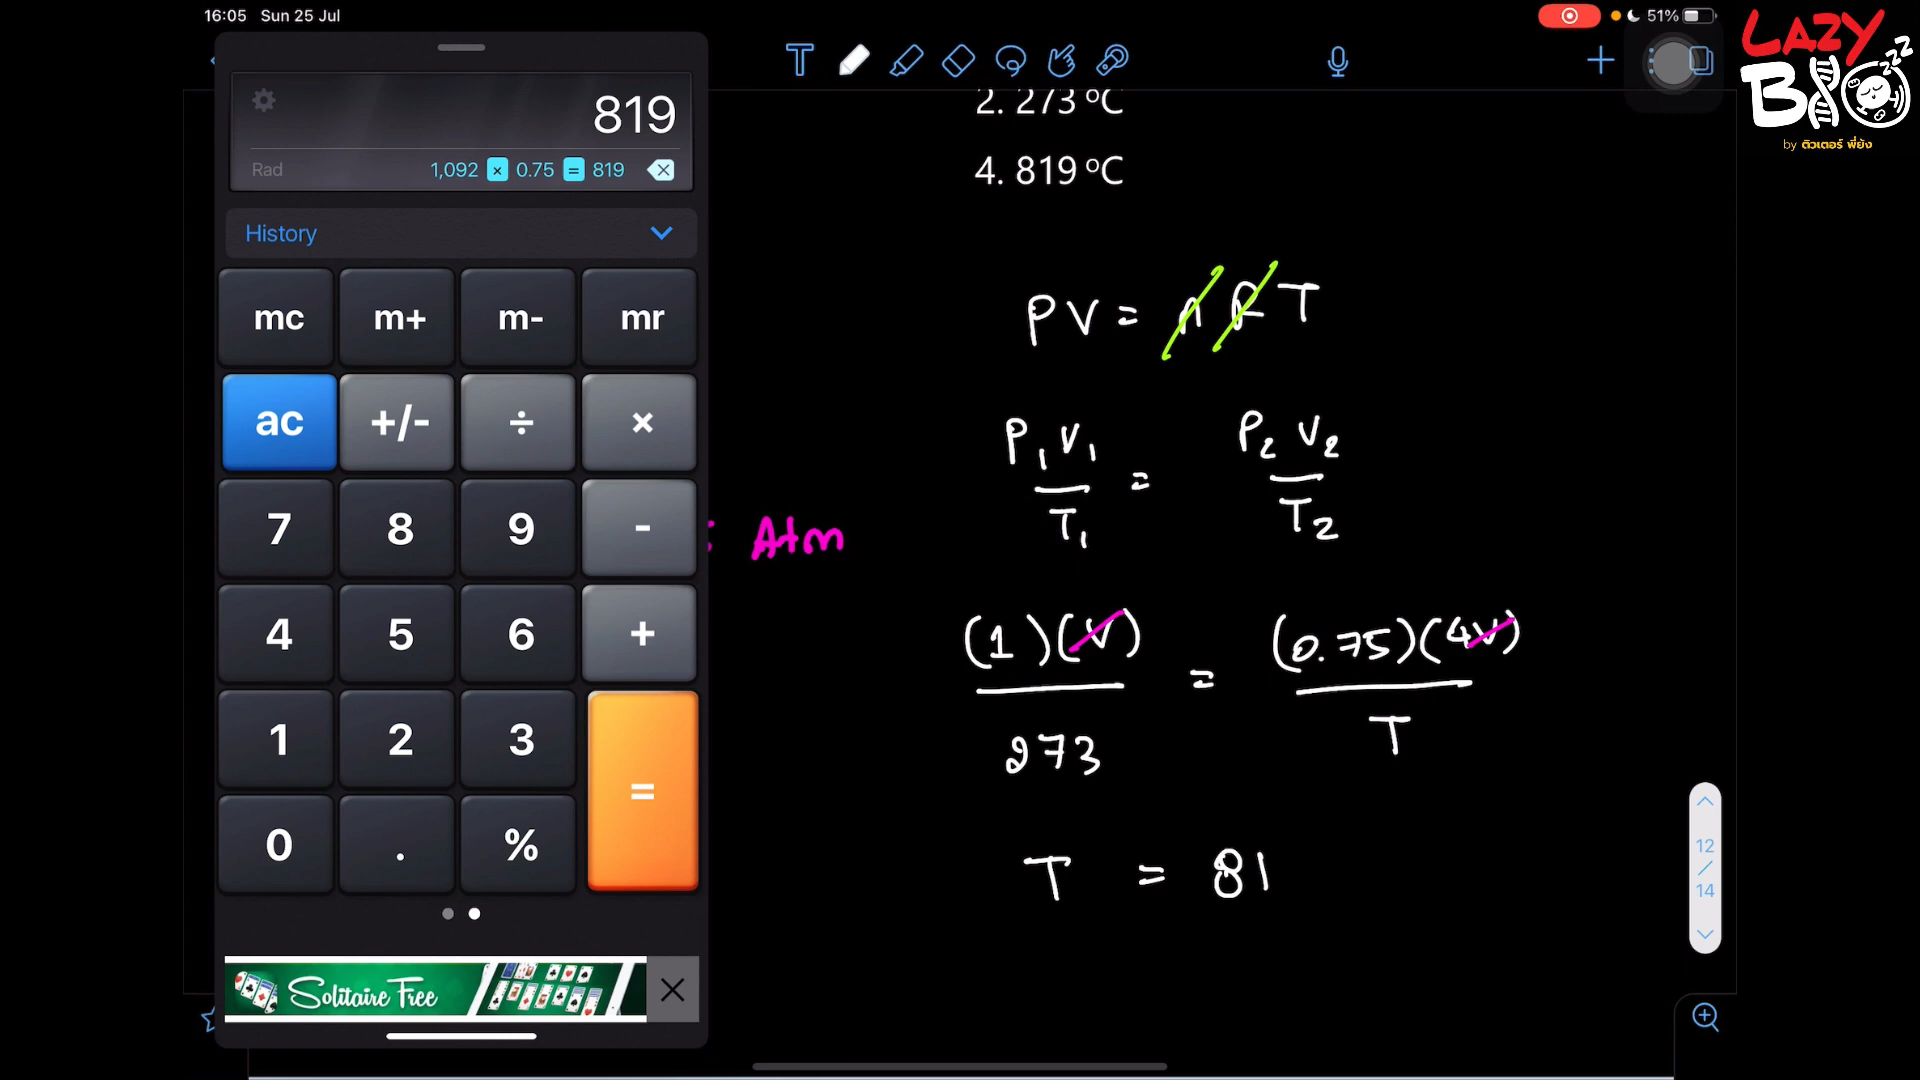 16:05 Sun 25 Jul
51%
LAZY
BIO
zzz
by ติวเตอร์ พี่ยัง
819
Rad 1,092 × 0.75 = 819
History
mc m+ m- mr
ac +/- ÷ ×
7 8 9 -
4 5 6 +
1 2 3 =
0 . %
Solitaire Free
2. 273 °C
4. 819 °C
PV = nRT
P₁V₁ / T₁ = P₂V₂ / T₂
Atm
(1)(V) / 273 = (0.75)(4V) / T
T = 81
12 / 14